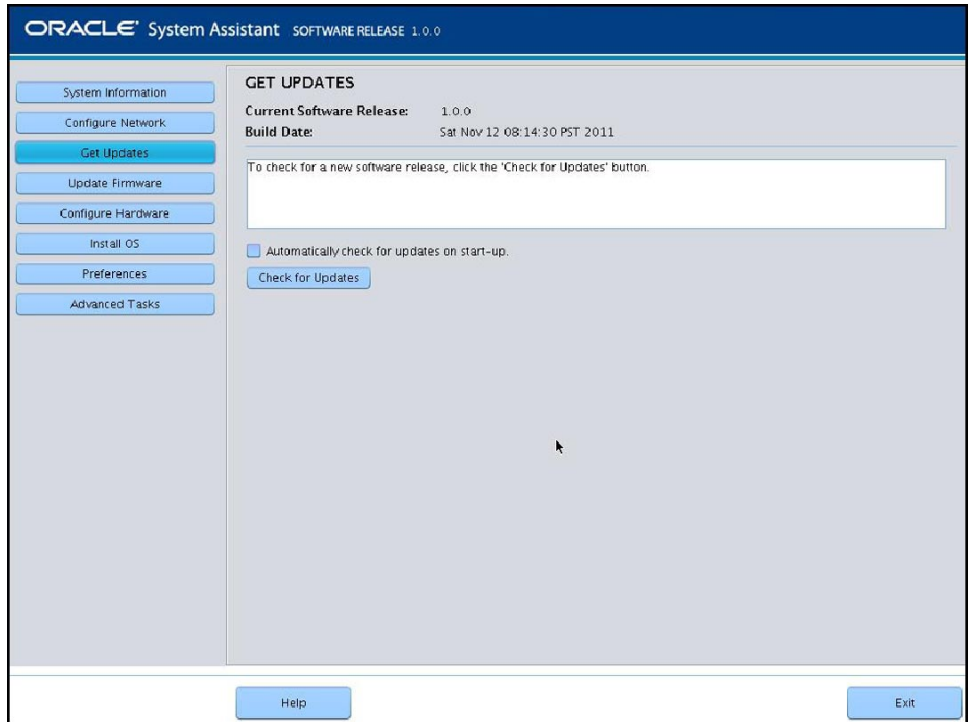 ORACLE' System Assistant SOFTWARE RELEASE 1.0.0
System Information
Configure Network
Get Updates
Update Firmware
Configure Hardware
Install OS
Preferences
Advanced Tasks
GET UPDATES
Current Software Release: 1.0.0
Build Date: Sat Nov 12 08:14:30 PST 2011
To check for a new software release, click the 'Check for Updates' button.
Automatically check for updates on start-up.
Check for Updates
Help
Exit